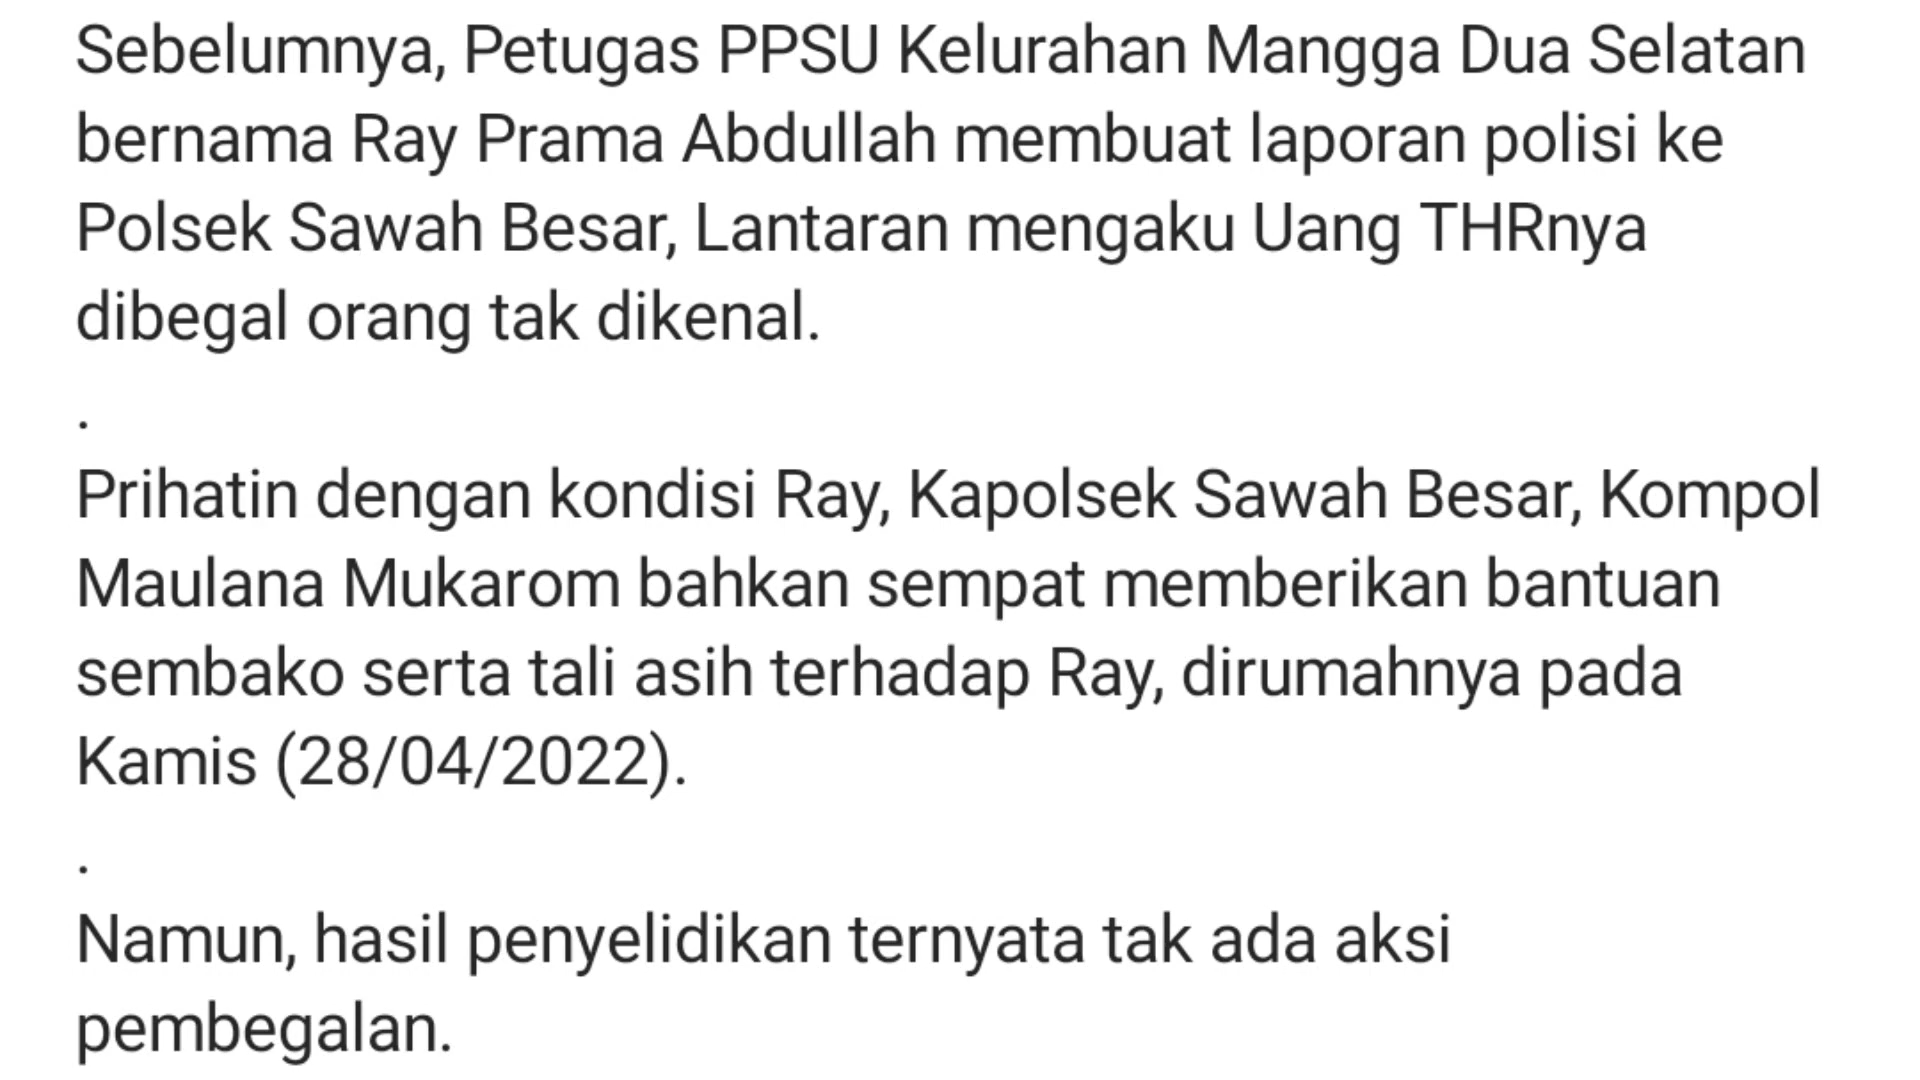 Sebelumnya, Petugas PPSU Kelurahan Mangga Dua Selatan
bernama Ray Prama Abdullah membuat laporan polisi ke
Polsek Sawah Besar, Lantaran mengaku Uang THRnya
dibegal orang tak dikenal.
.
Prihatin dengan kondisi Ray, Kapolsek Sawah Besar, Kompol
Maulana Mukarom bahkan sempat memberikan bantuan
sembako serta tali asih terhadap Ray, dirumahnya pada
Kamis (28/04/2022).
.
Namun, hasil penyelidikan ternyata tak ada aksi
pembegalan.